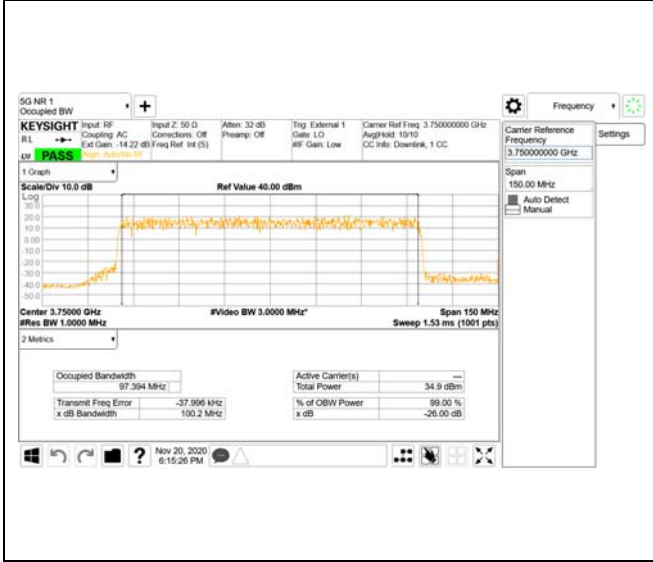 5G NR 1
Occupied BW
Frequency
KEYSIGHT
R L
PASS
Input: RF
Coupling: AC
Ext Gain: -14.22 dB
Align: Auto/No RF
Input Z: 50 Ω
Corrections: Off
Freq Ref: Int (S)
Atten: 32 dB
Preamp: Off
Trig: External 1
Gate: LO
#IF Gain: Low
Carrier Ref Freq: 3.750000000 GHz
Avg|Hold: 10/10
CC Info: Downlink, 1 CC
Carrier Reference
Frequency
3.750000000 GHz
Settings
Span
150.00 MHz
Auto Detect
Manual
1 Graph
Scale/Div 10.0 dB
Ref Value 40.00 dBm
Log
30.0
20.0
10.0
0.00
-10.0
-20.0
-30.0
-40.0
-50.0
Center 3.75000 GHz
#Video BW 3.0000 MHz*
Span 150 MHz
#Res BW 1.0000 MHz
Sweep 1.53 ms (1001 pts)
2 Metrics
Occupied Bandwidth
97.394 MHz
Active Carrier(s)
---
Total Power
34.9 dBm
Transmit Freq Error
-37.996 kHz
% of OBW Power
99.00 %
x dB Bandwidth
100.2 MHz
x dB
-26.00 dB
Nov 20, 2020
6:15:26 PM